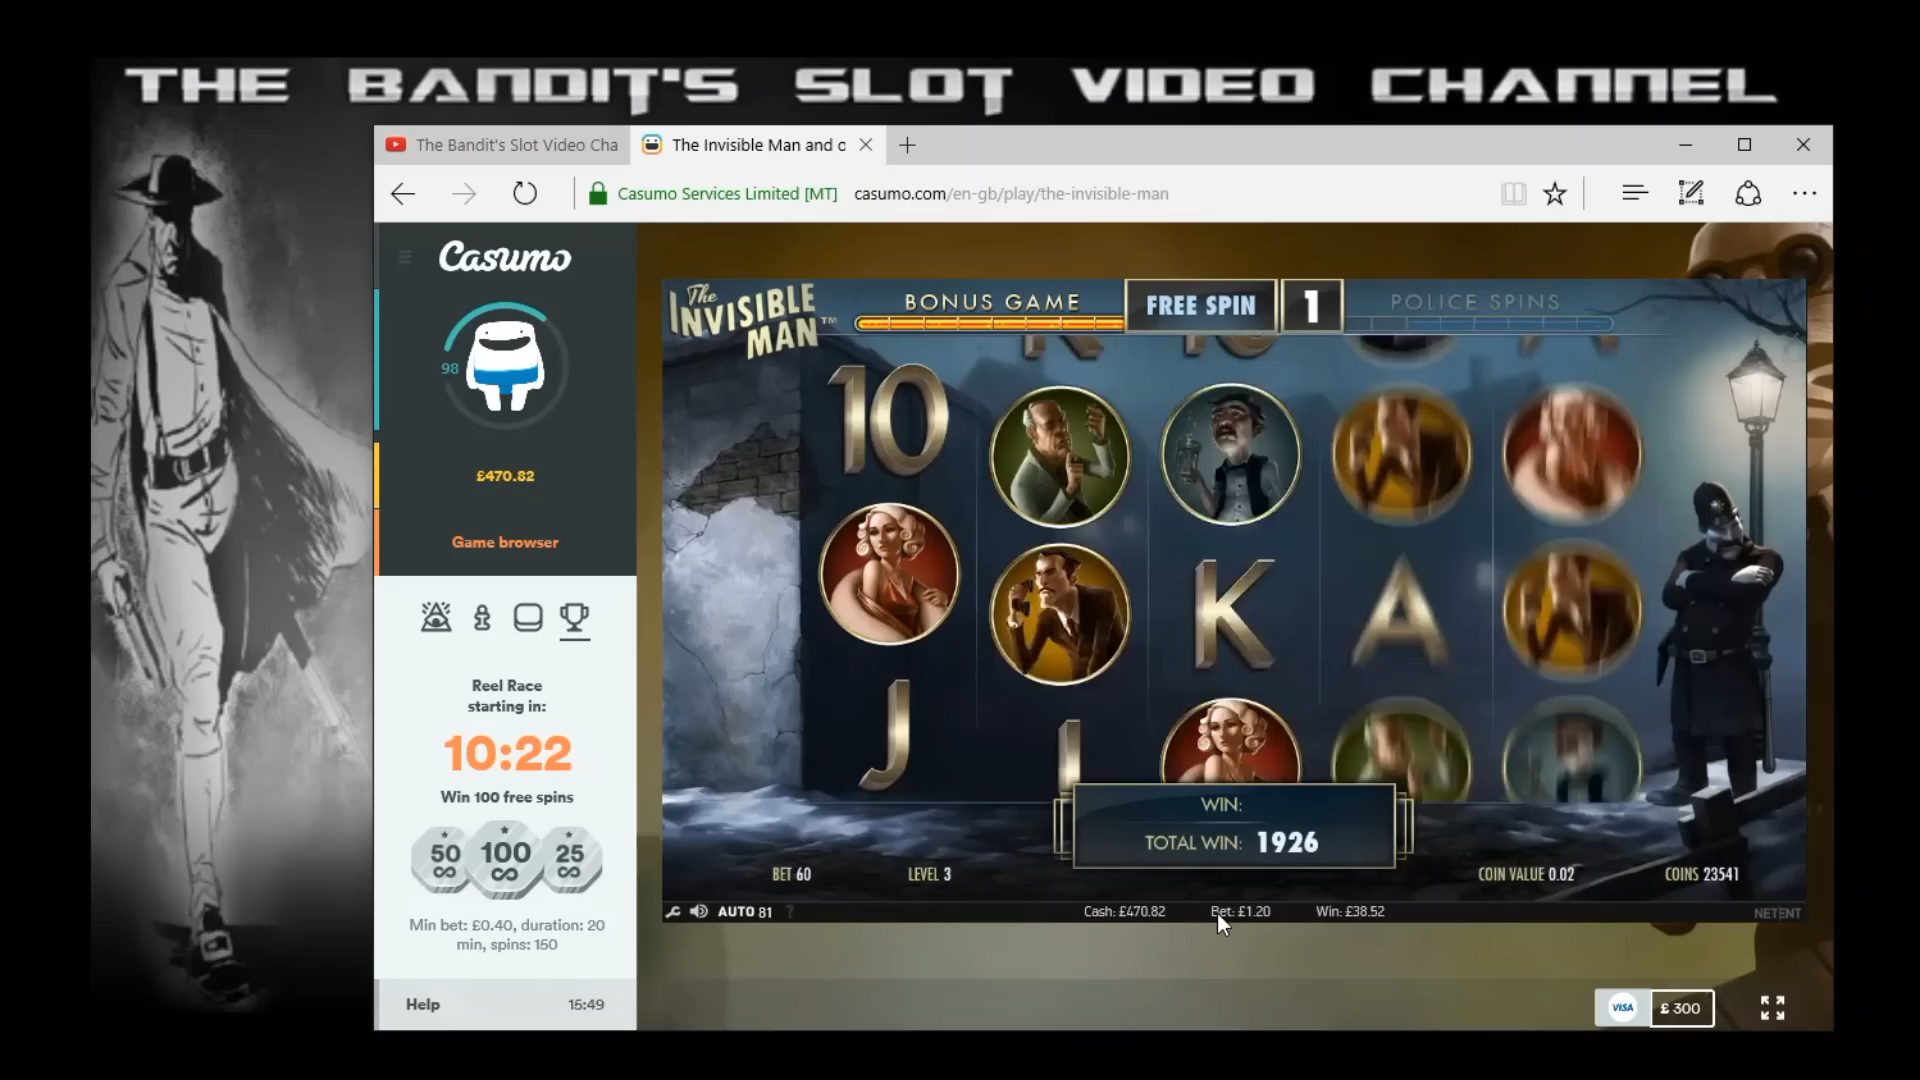 THE BANDIT'S SLOT VIDEO CHANNEL
The Bandit's Slot Video Cha
The Invisible Man and o
Casumo Services Limited [MT]
casumo.com/en-gb/play/the-invisible-man
Casumo
98
£470.82
Game browser
Reel Race
starting in:
10:22
Win 100 free spins
50 100 25
∞ ∞ ∞
Min bet: £0.40, duration: 20
min, spins: 150
Help 15:49
The
INVISIBLE
MAN™
BONUS GAME
FREE SPIN 1
POLICE SPINS
10
K
A
J
WIN:
TOTAL WIN: 1926
BET 60
LEVEL 3
COIN VALUE 0.02
COINS 23541
AUTO 81 ?
Cash: £470.82
Bet: £1.20
Win: £38.52
NETENT
VISA
£ 300